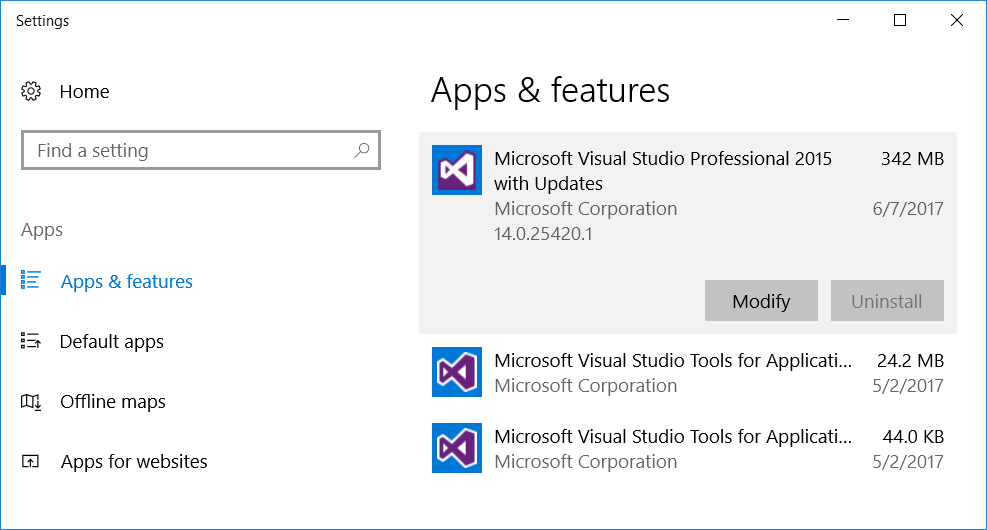 Settings
Home
Find a setting
Apps
Apps & features
Default apps
Offline maps
Apps for websites
Apps & features
Microsoft Visual Studio Professional 2015 342 MB
with Updates
Microsoft Corporation 6/7/2017
14.0.25420.1
Modify Uninstall
Microsoft Visual Studio Tools for Applicati... 24.2 MB
Microsoft Corporation 5/2/2017
Microsoft Visual Studio Tools for Applicati... 44.0 KB
Microsoft Corporation 5/2/2017